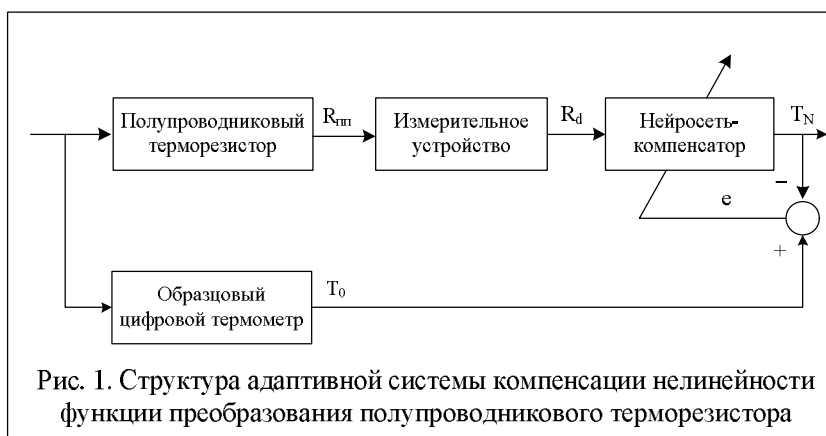 Полупроводниковый
терморезистор
Rпп
Измерительное
устройство
Rd
Нейросеть-
компенсатор
TN
−
e
+
Образцовый
цифровой термометр
T0
Рис. 1. Структура адаптивной системы компенсации нелинейности
функции преобразования полупроводникового терморезистора